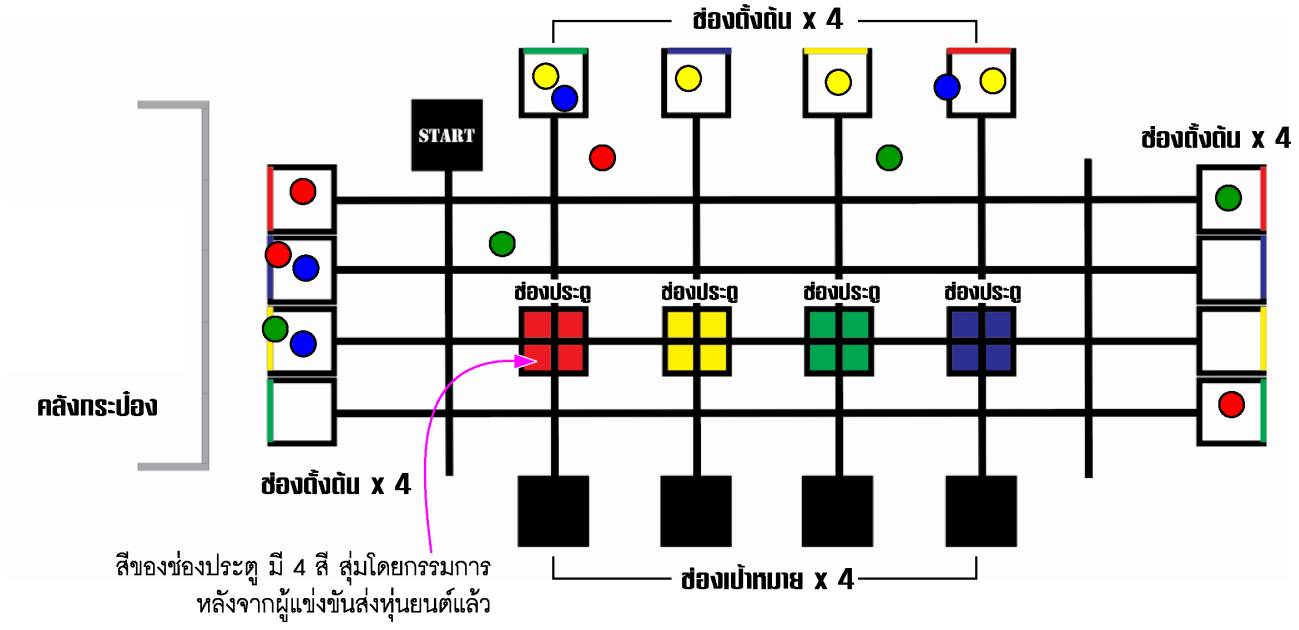 ช่องตั้งต้น x 4
START
ช่องตั้งต้น x 4
ช่องประตู ช่องประตู ช่องประตู ช่องประตู
คลังกระป๋อง
ช่องตั้งต้น x 4
สีของช่องประตู มี 4 สี สุ่มโดยกรรมการ
หลังจากผู้แข่งขันส่งหุ่นยนต์แล้ว
ช่องเป้าหมาย x 4